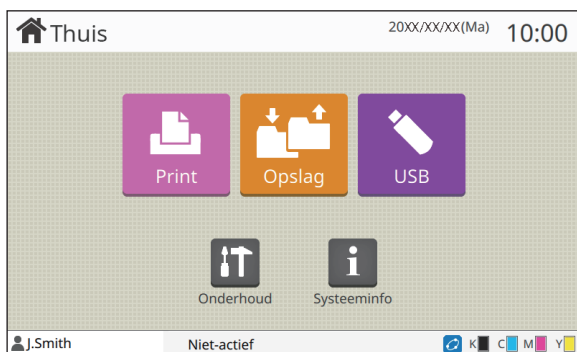 Thuis 20XX/XX/XX(Ma) 10:00
Print Opslag USB
Onderhoud Systeeminfo
J.Smith Niet-actief K C M Y